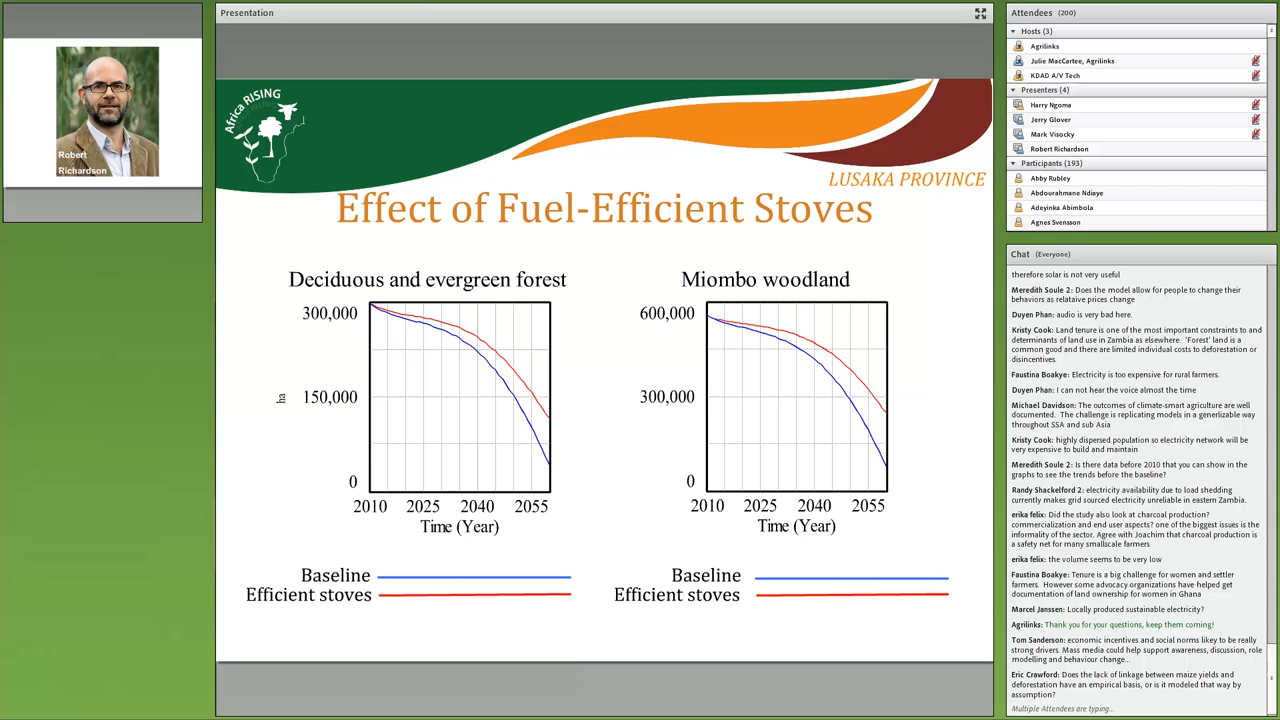 Robert
Richardson
Presentation
Africa RISING
LUSAKA PROVINCE
Effect of Fuel-Efficient Stoves
Deciduous and evergreen forest
300,000
150,000
0
ha
2010 2025 2040 2055
Time (Year)
Baseline
Efficient stoves
Miombo woodland
600,000
300,000
0
2010 2025 2040 2055
Time (Year)
Baseline
Efficient stoves
Attendees (200)
Hosts (3)
Agrilinks
Julie MacCartee, Agrilinks
KDAD A/V Tech
Presenters (4)
Harry Ngoma
Jerry Glover
Mark Visocky
Robert Richardson
Participants (193)
Abby Rubley
Abdourahmane Ndiaye
Adeyinka Abimbola
Agnes Svensson
Chat (Everyone)
therefore solar is not very useful
Meredith Soule 2: Does the model allow for people to change their
behaviors as relataive prices change
Duyen Phan: audio is very bad here.
Kristy Cook: Land tenure is one of the most important constraints to and
determinants of land use in Zambia as elsewhere. 'Forest' land is a
common good and there are limited individual costs to deforestation or
disincentives.
Faustina Boakye: Electricity is too expensive for rural farmers.
Duyen Phan: I can not hear the voice almost the time
Michael Davidson: The outcomes of climate-smart agriculture are well
documented. The challenge is replicating models in a generlizable way
throughout SSA and sub Asia
Kristy Cook: highly dispersed population so electricity network will be
very expensive to build and maintain
Meredith Soule 2: Is there data before 2010 that you can show in the
graphs to see the trends before the baseline?
Randy Shackelford 2: electricity availability due to load shedding
currently makes grid sourced electricity unreliable in eastern Zambia.
erika felix: Did the study also look at charcoal production?
commercialization and end user aspects? one of the biggest issues is the
informality of the sector. Agree with Joachim that charcoal production is
a safety net for many smallscale farmers
erika felix: the volume seems to be very low
Faustina Boakye: Tenure is a big challenge for women and settler
farmers. However some advocacy organizations have helped get
documentation of land ownership for women in Ghana
Marcel Janssen: Locally produced sustainable electricity?
Agrilinks: Thank you for your questions, keep them coming!
Tom Sanderson: economic incentives and social norms likey to be really
strong drivers. Mass media could help support awareness, discussion, role
modelling and behaviour change...
Eric Crawford: Does the lack of linkage between maize yields and
deforestation have an empirical basis, or is it modeled that way by
assumption?
Multiple Attendees are typing...